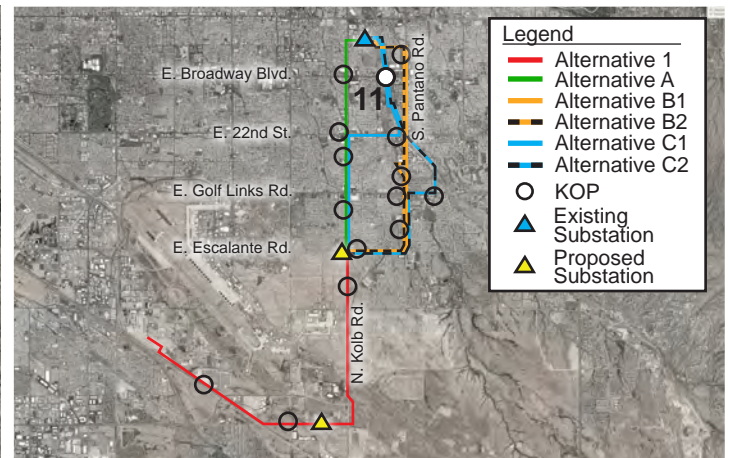 E. Broadway Blvd.
11
S. Pantano Rd.
E. 22nd St.
E. Golf Links Rd.
E. Escalante Rd.
N. Kolb Rd.
Legend
Alternative 1
Alternative A
Alternative B1
Alternative B2
Alternative C1
Alternative C2
KOP
Existing
Substation
Proposed
Substation